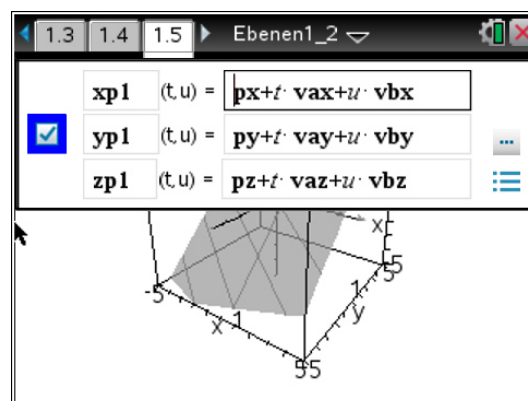 1.3 1.4 1.5 Ebenen1_2
xp1 (t,u) = px+t· vax+u· vbx
yp1 (t,u) = py+t· vay+u· vby
...
zp1 (t,u) = pz+t· vaz+u· vbz
x
-5
5
5
1
y
x
1
5
5